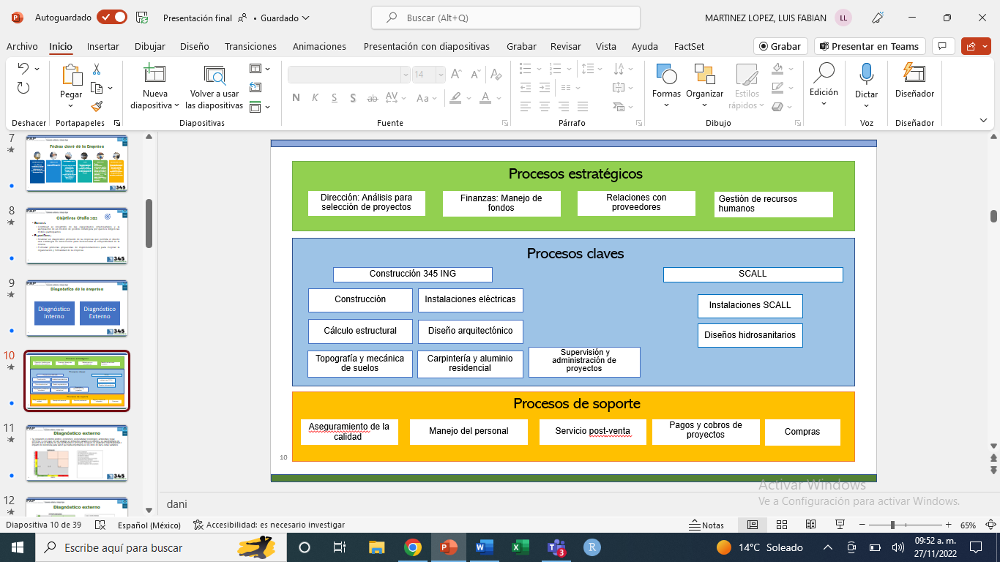 Autoguardado
Presentación final
• Guardado
Buscar (Alt+Q)
MARTINEZ LOPEZ, LUIS FABIAN
LL
Archivo
Inicio
Insertar
Dibujar
Diseño
Transiciones
Animaciones
Presentación con diapositivas
Grabar
Revisar
Vista
Ayuda
FactSet
Grabar
Presentar en Teams
Pegar
Nueva
diapositiva
Volver a usar
las diapositivas
14
N K S S ab AV Aa A
Formas
Organizar
Estilos
rápidos
Edición
Dictar
Diseñador
Deshacer
Portapapeles
Diapositivas
Fuente
Párrafo
Dibujo
Voz
Diseñador
7
Fechas clave de la Empresa
345
8
Objetivos Otoño 2022
345
9
Diagnóstico de la empresa
Diagnóstico
Interno
Diagnóstico
Externo
345
10
11
Diagnóstico externo
345
12
Diagnóstico externo
Procesos estratégicos
Dirección: Análisis para
selección de proyectos
Finanzas: Manejo de
fondos
Relaciones con
proveedores
Gestión de recursos
humanos
Procesos claves
Construcción 345 ING
SCALL
Construcción
Instalaciones eléctricas
Instalaciones SCALL
Cálculo estructural
Diseño arquitectónico
Diseños hidrosanitarios
Topografía y mecánica
de suelos
Carpintería y aluminio
residencial
Supervisión y
administración de
proyectos
Procesos de soporte
Aseguramiento de la
calidad
Manejo del personal
Servicio post-venta
Pagos y cobros de
proyectos
Compras
10
Activar Windows
Ve a Configuración para activar Windows.
dani
Diapositiva 10 de 39
Español (México)
Accesibilidad: es necesario investigar
Notas
65%
Escribe aquí para buscar
3
R
14°C Soleado
09:52 a. m.
27/11/2022